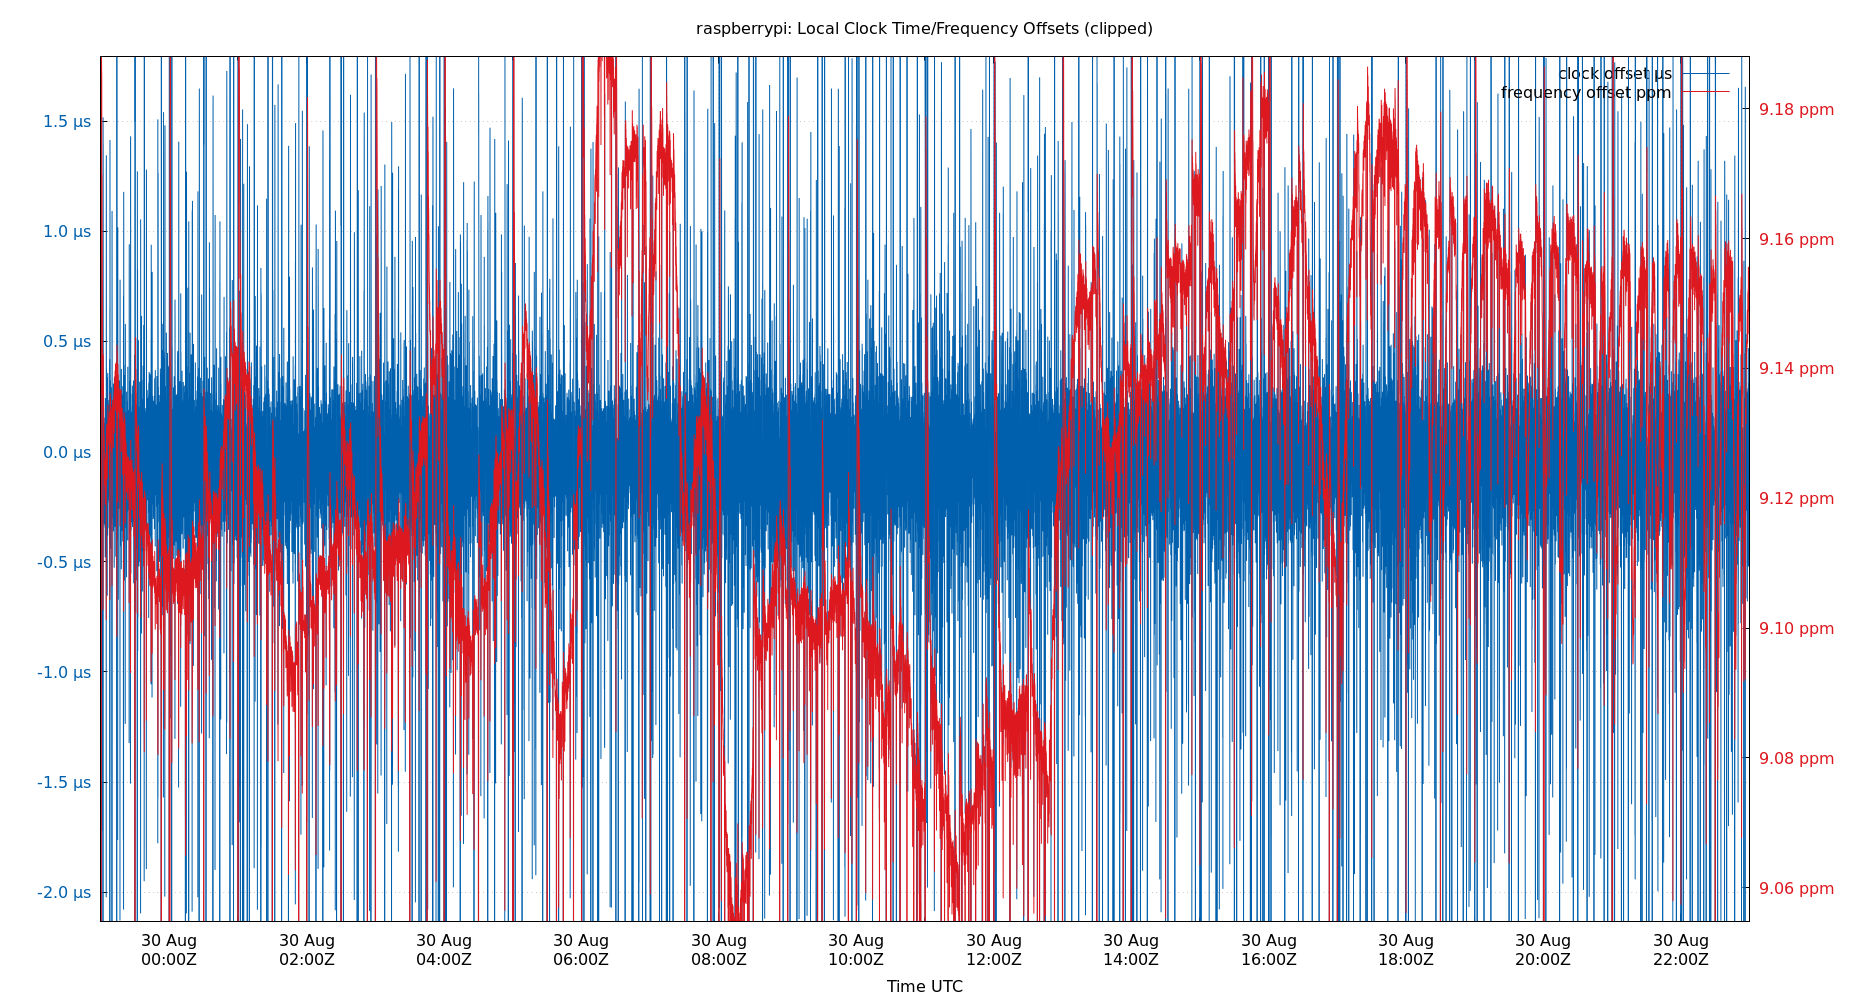 raspberrypi: Local Clock Time/Frequency Offsets (clipped)
clock offset µs
frequency offset ppm
1.5 µs
1.0 µs
0.5 µs
0.0 µs
-0.5 µs
-1.0 µs
-1.5 µs
-2.0 µs
9.18 ppm
9.16 ppm
9.14 ppm
9.12 ppm
9.10 ppm
9.08 ppm
9.06 ppm
30 Aug 30 Aug 30 Aug 30 Aug 30 Aug 30 Aug 30 Aug 30 Aug 30 Aug 30 Aug 30 Aug 30 Aug
00:00Z 02:00Z 04:00Z 06:00Z 08:00Z 10:00Z 12:00Z 14:00Z 16:00Z 18:00Z 20:00Z 22:00Z
Time UTC